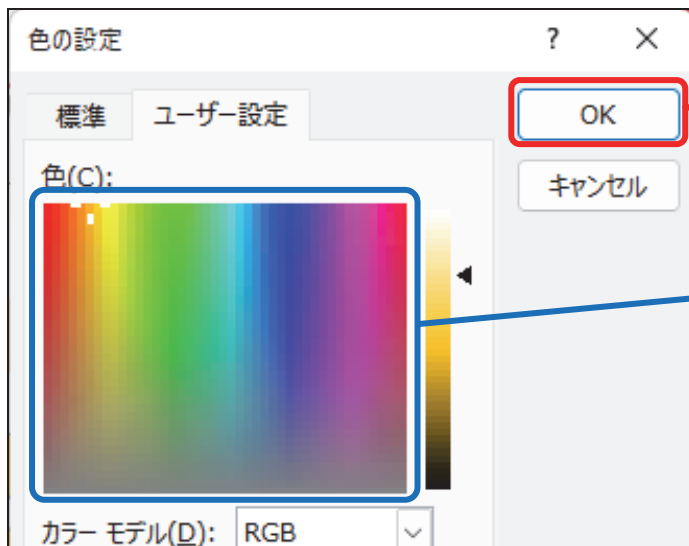 色の設定
? ×
標準 ユーザー設定
OK
色(C):
キャンセル
カラー モデル(D): RGB